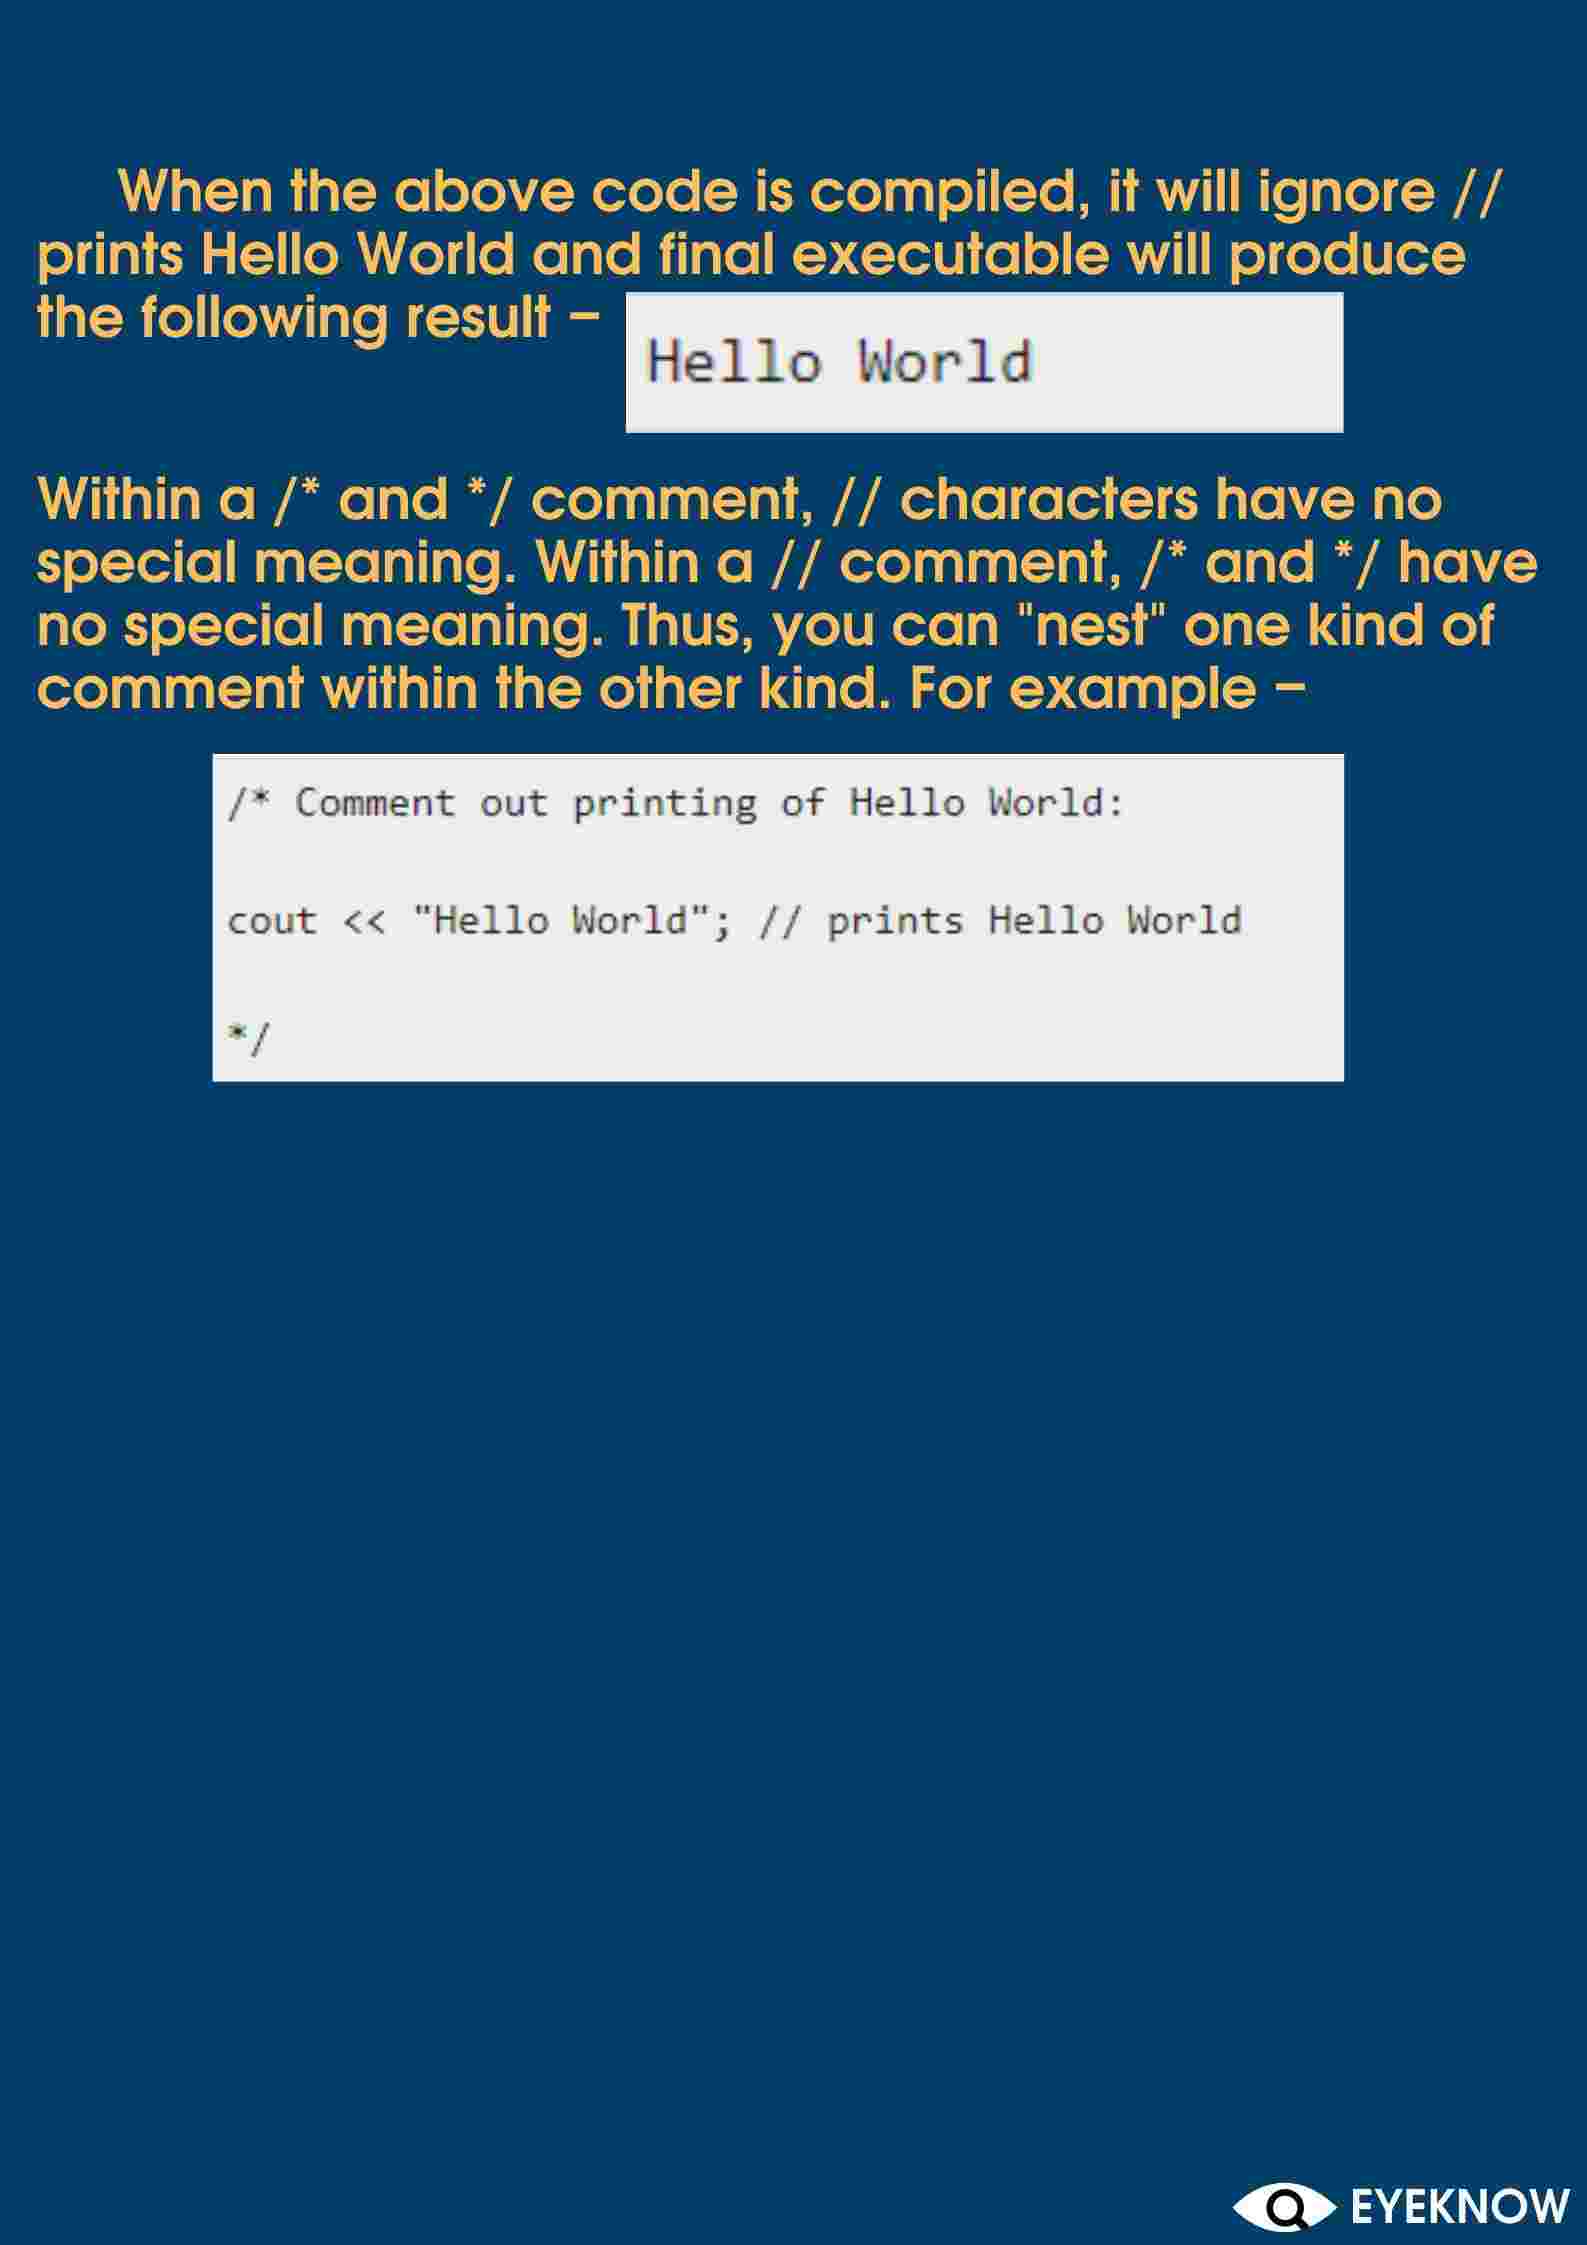 When the above code is compiled, it will ignore //
prints Hello World and final executable will produce
the following result –
Hello World
Within a /* and */ comment, // characters have no
special meaning. Within a // comment, /* and */ have
no special meaning. Thus, you can "nest" one kind of
comment within the other kind. For example –
/* Comment out printing of Hello World:
cout << "Hello World"; // prints Hello World
*/
EYEKNOW